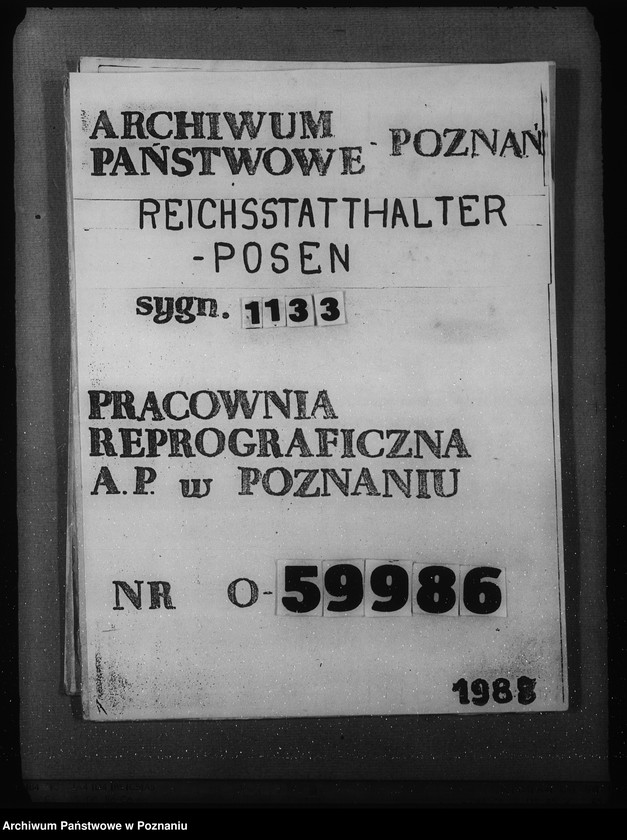 ARCHIWUM
PAŃSTWOWE - POZNAŃ
REICHSSTATTHALTER
-POSEN
sygn. 1133
PRACOWNIA
REPROGRAFICZNA
A.P. w POZNANIU
NR O-59986
1988
Archiwum Państwowe w Poznaniu